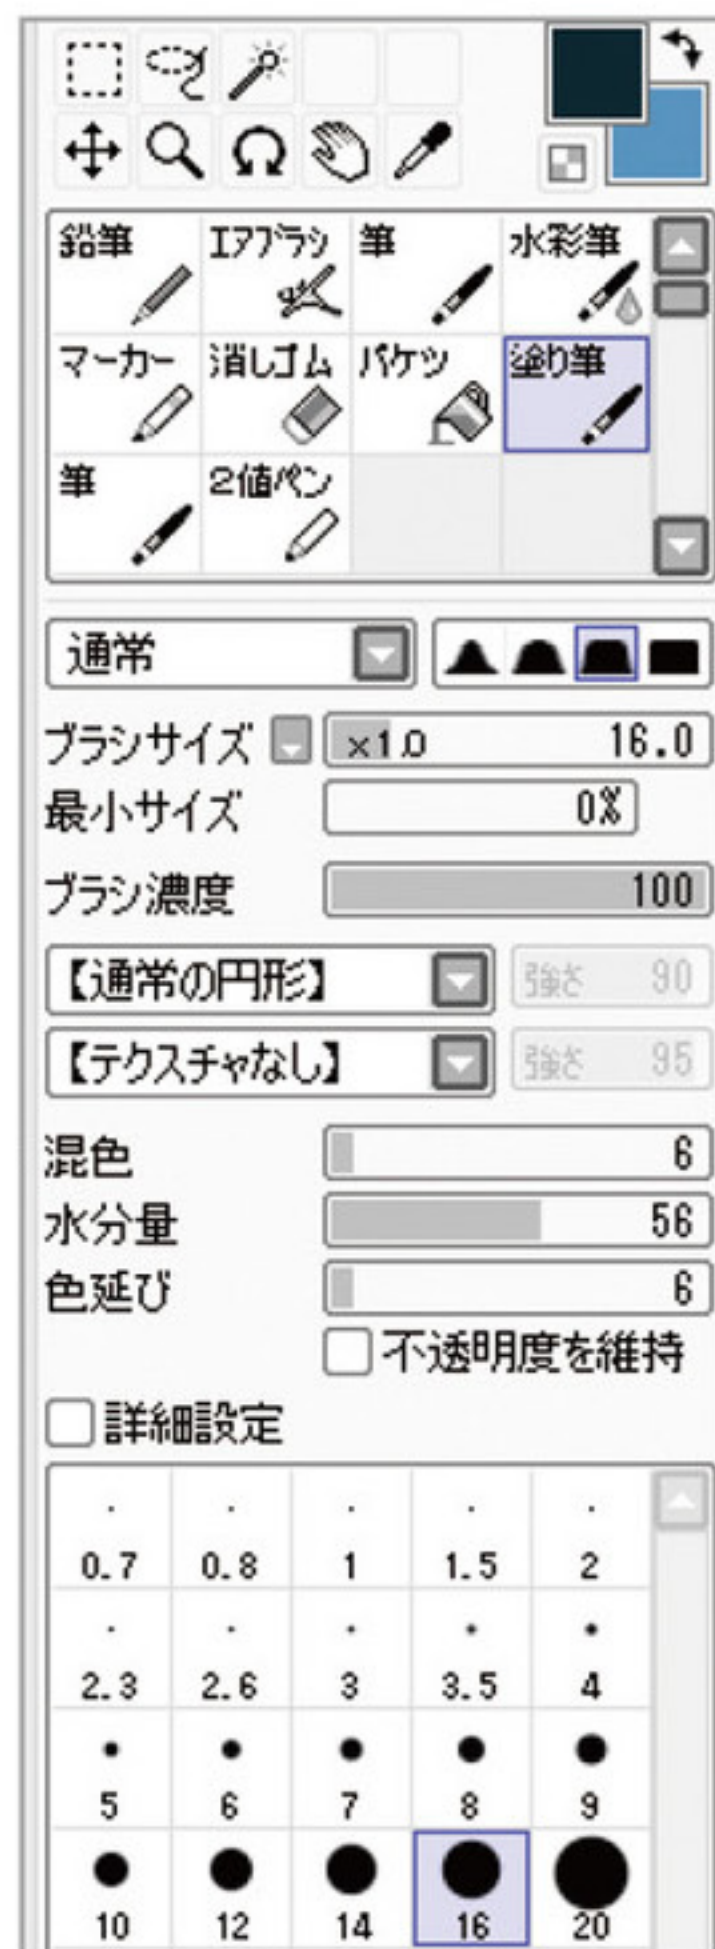 鉛筆 エアブラシ 筆 水彩筆
マーカー 消しゴム バケツ 塗り筆
筆 2値ペン
通常
ブラシサイズ ×1.0 16.0
最小サイズ 0%
ブラシ濃度 100
【通常の円形】 強さ 90
【テクスチャなし】 強さ 95
混色 6
水分量 56
色延び 6
不透明度を維持
詳細設定
0.7 0.8 1 1.5 2
2.3 2.6 3 3.5 4
5 6 7 8 9
10 12 14 16 20